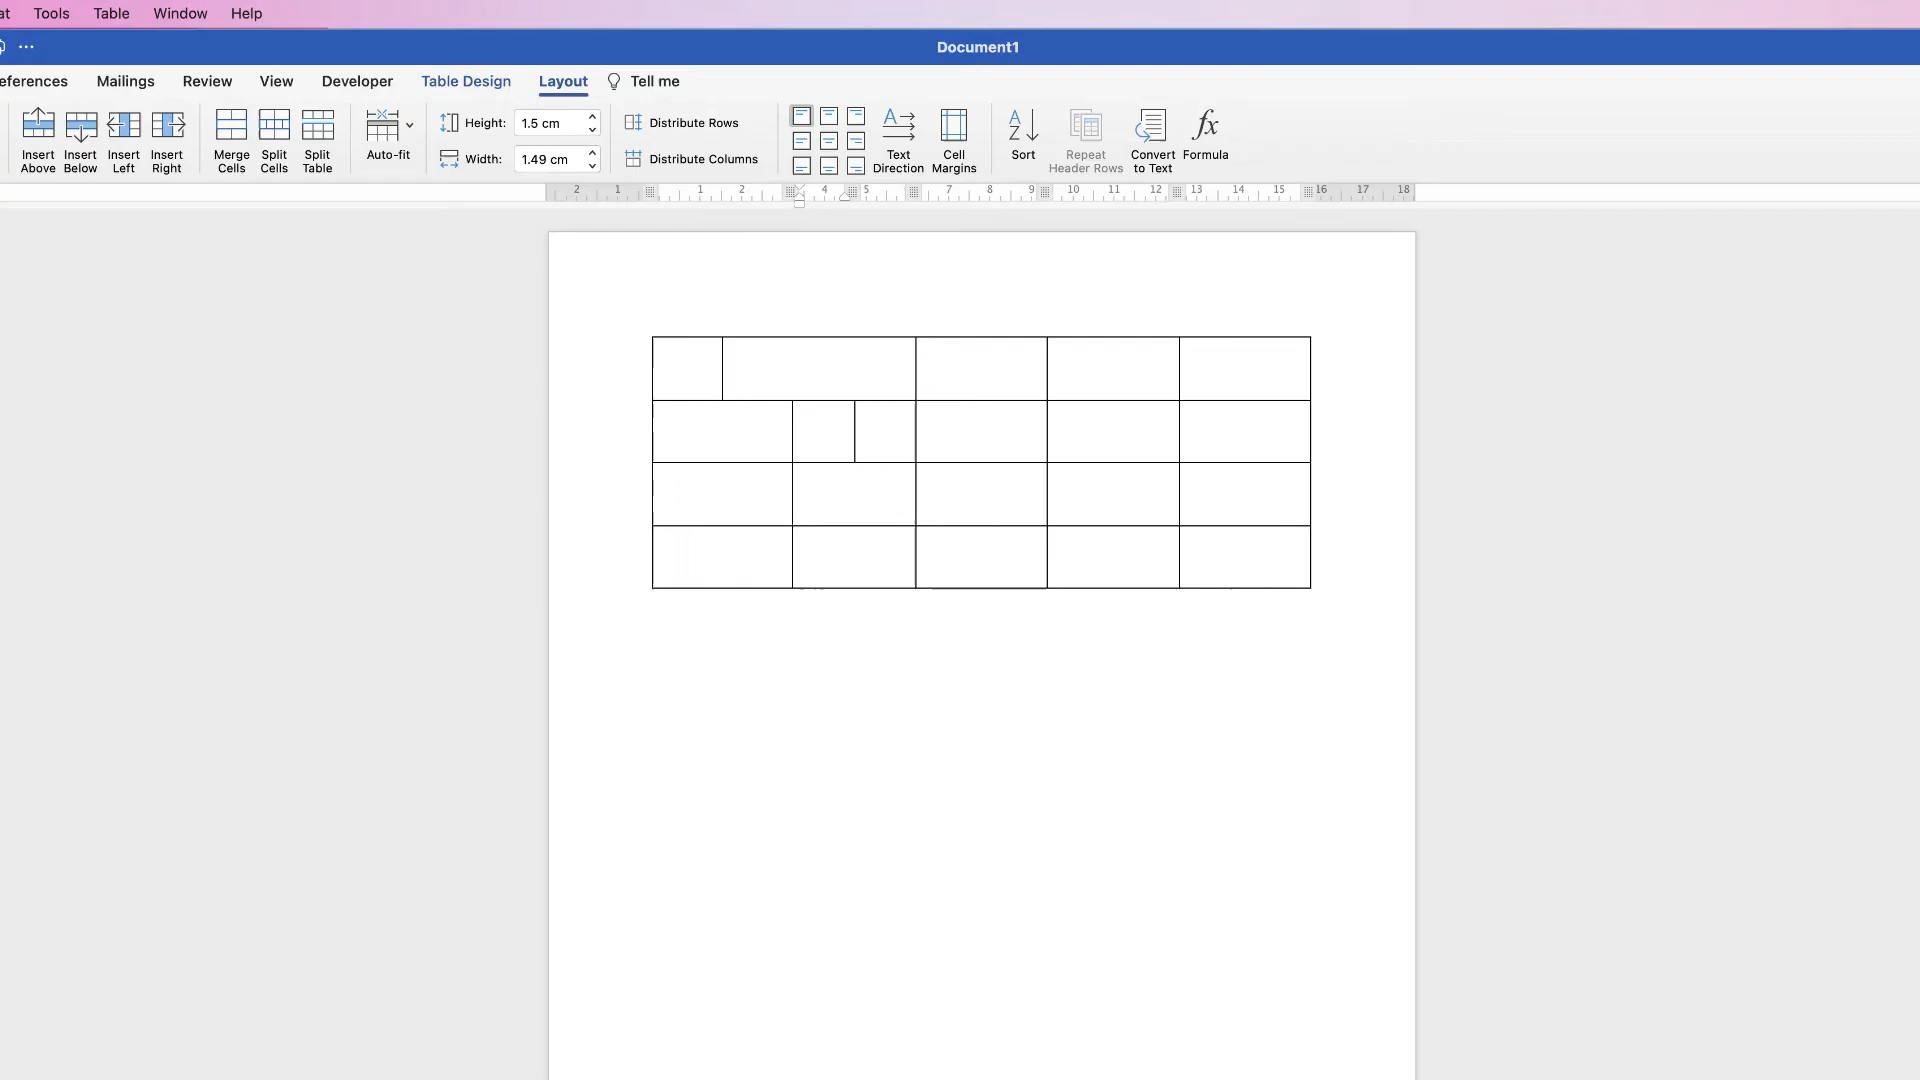 at Tools Table Window Help
Document1
eferences Mailings Review View Developer Table Design Layout Tell me
Insert Above
Insert Below
Insert Left
Insert Right
Merge Cells
Split Cells
Split Table
Auto-fit
Height: 1.5 cm
Width: 1.49 cm
Distribute Rows
Distribute Columns
A
Text Direction
Cell Margins
A
Z
Sort
Repeat Header Rows
Convert to Text
fx
Formula
2 1 1 2 4 5 7 8 9 10 11 12 13 14 15 16 17 18